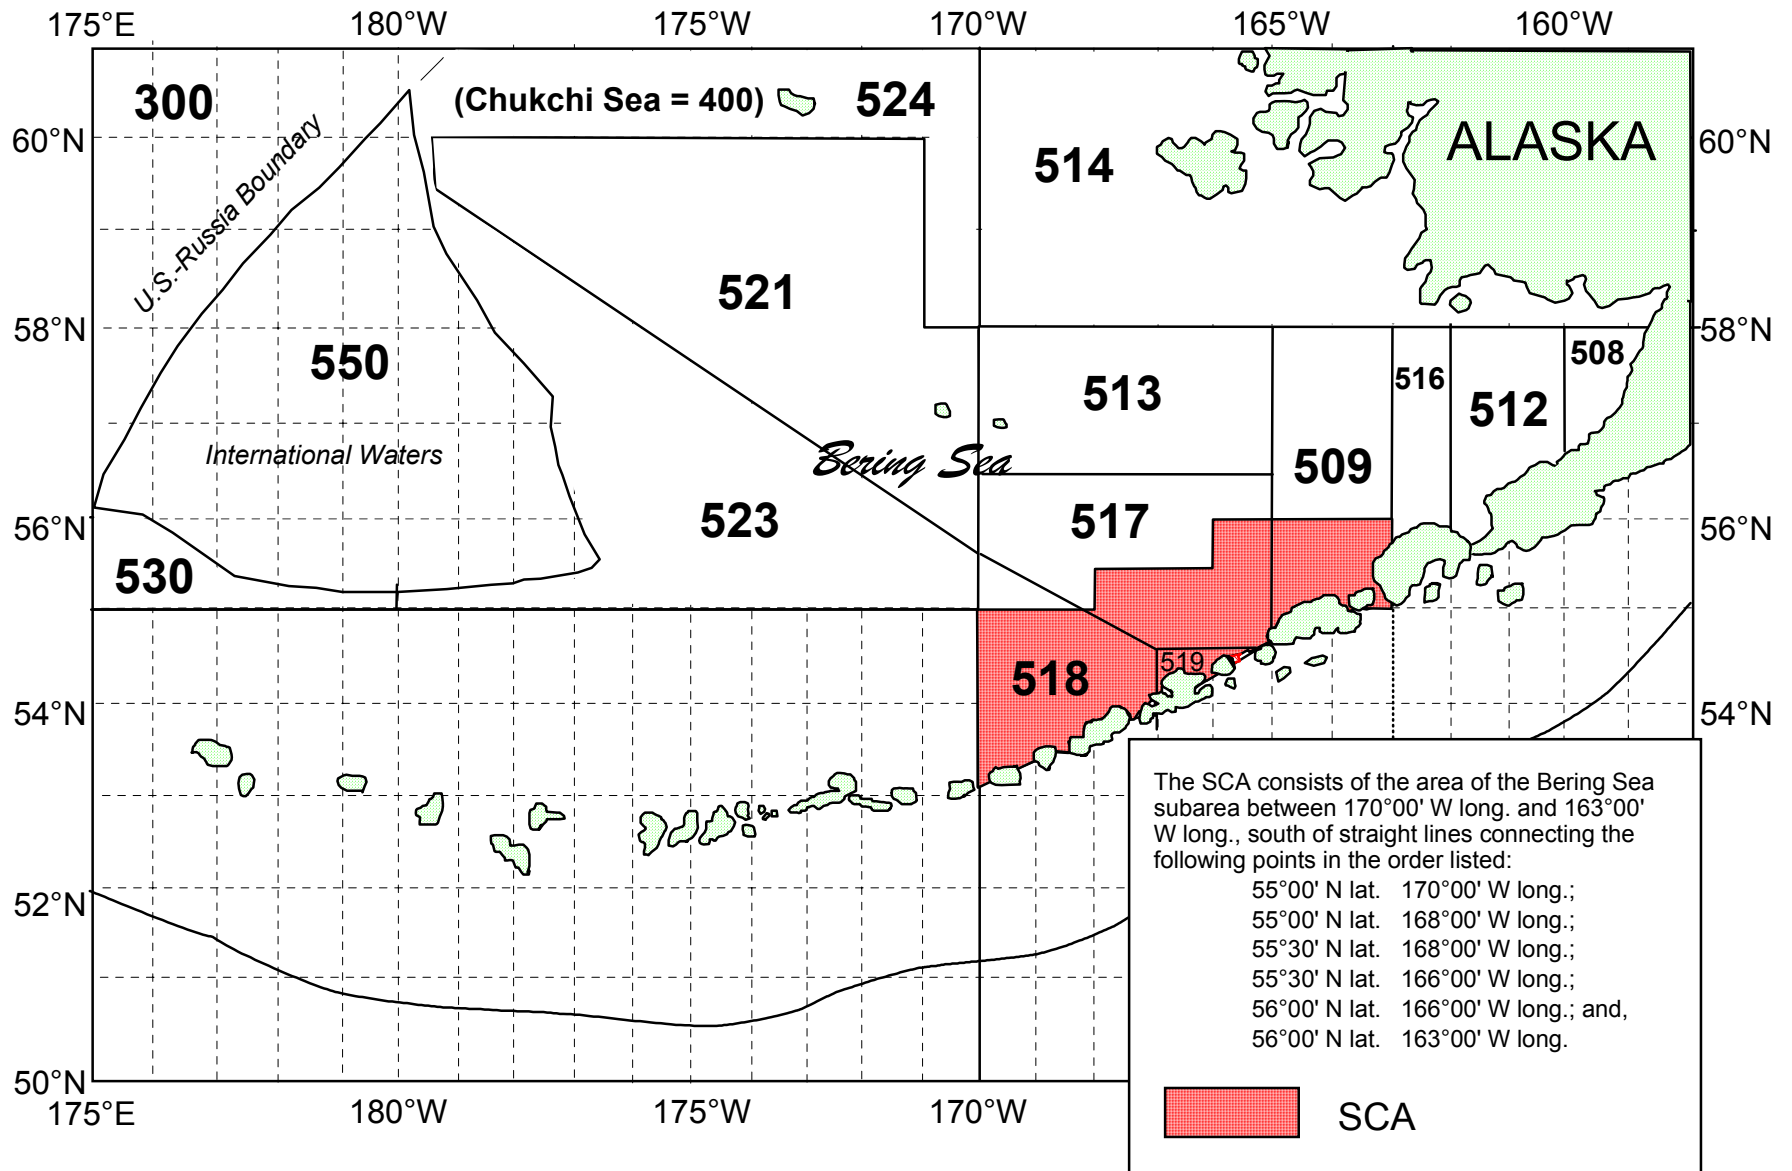 175°E 180°W 175°W 170°W 165°W 160°W
300
(Chukchi Sea = 400) 524
60°N
ALASKA
60°N
514
U.S.-Russia Boundary
521
58°N
58°N
550
513
516
508
512
International Waters
Bering Sea
509
523
517
56°N
56°N
530
518
519
54°N
54°N
The SCA consists of the area of the Bering Sea
subarea between 170°00' W long. and 163°00'
W long., south of straight lines connecting the
following points in the order listed:
55°00' N lat. 170°00' W long.;
55°00' N lat. 168°00' W long.;
55°30' N lat. 168°00' W long.;
55°30' N lat. 166°00' W long.;
56°00' N lat. 166°00' W long.; and,
56°00' N lat. 163°00' W long.
52°N
50°N
175°E 180°W 175°W 170°W
SCA